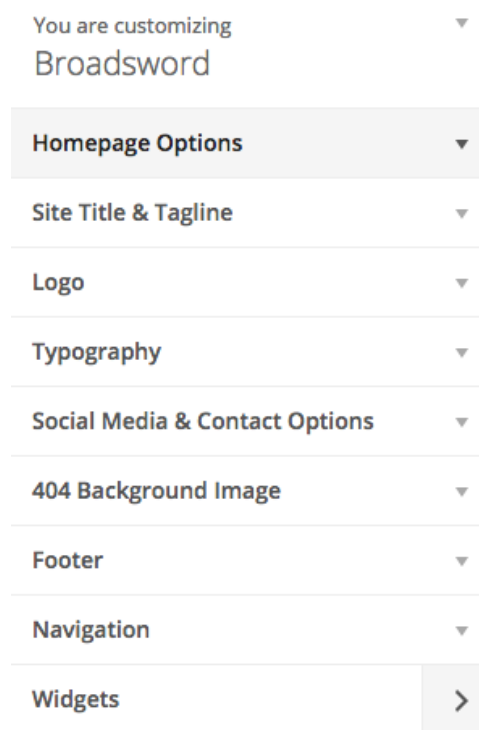 You are customizing
Broadsword
Homepage Options
Site Title & Tagline
Logo
Typography
Social Media & Contact Options
404 Background Image
Footer
Navigation
Widgets